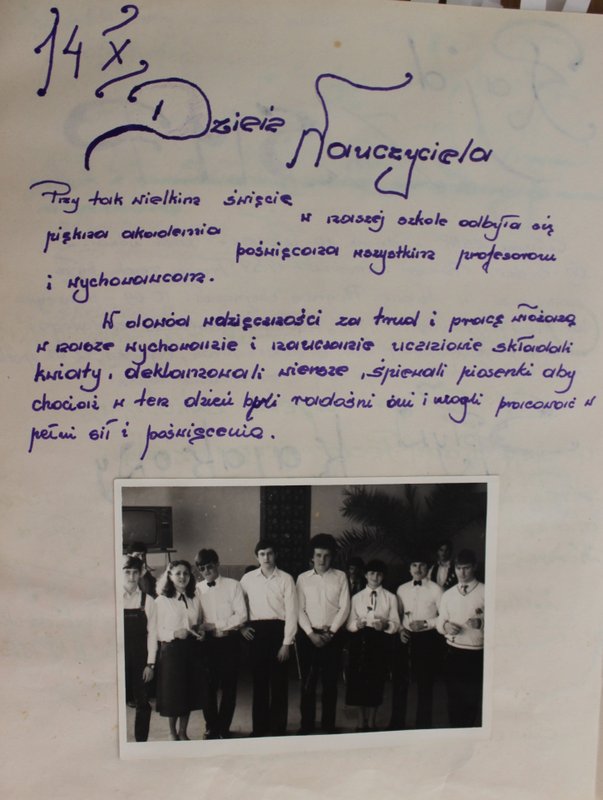 14 X
Dzień Nauczyciela
Przy tak wielkim święcie w naszej szkole odbyła się
piękna akademia poświęcona wszystkim profesorom
i wychowawcom.
W dowód wdzięczności za trud i pracę włożoną
w nasze wychowanie i nauczanie uczniowie składali
kwiaty, deklamowali wiersze, śpiewali piosenki aby
chociaż w ten dzień byli radośni oni i mogli pracować w
pełni sił i poświęcenia.